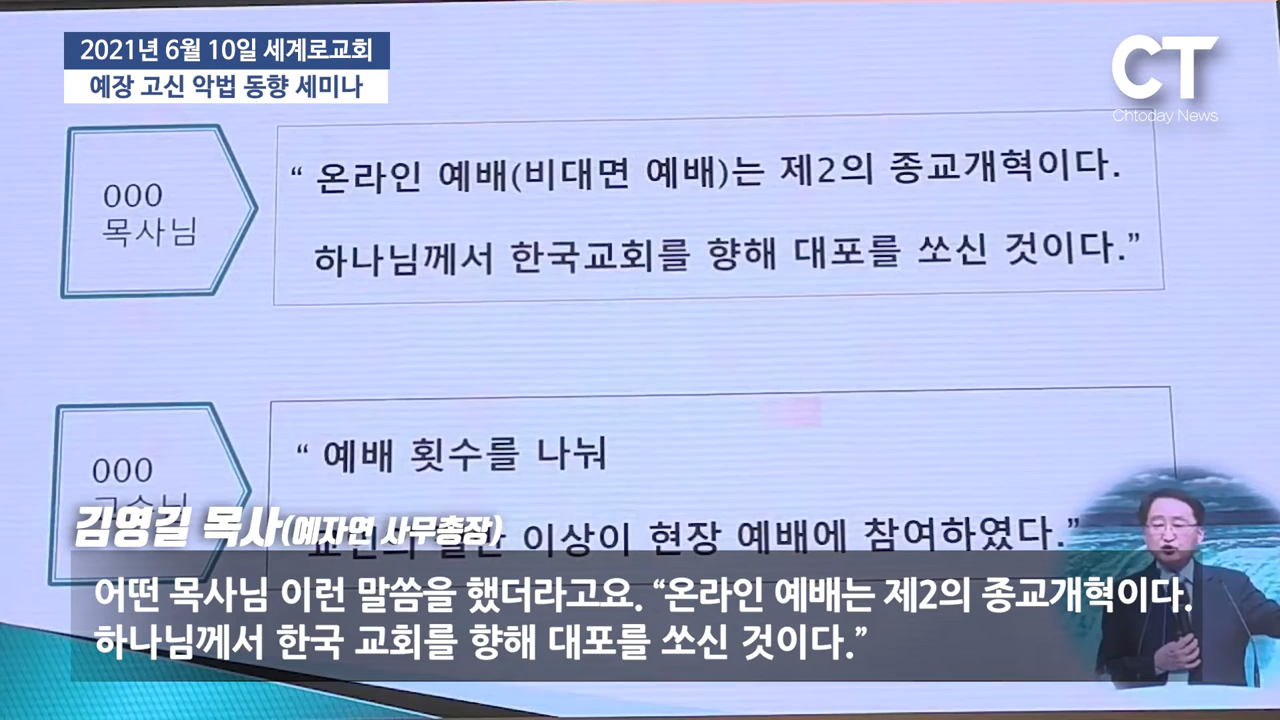 2021년 6월 10일 세계로교회
예장 고신 악법 동향 세미나
CT
Chtoday News
000
목사님
“ 온라인 예배(비대면 예배)는 제2의 종교개혁이다.
하나님께서 한국교회를 향해 대포를 쏘신 것이다.”
000
“ 예배 횟수를 나눠
이상이 현장 예배에 참여하였다.”
김영길 목사(예자연 사무총장)
어떤 목사님 이런 말씀을 했더라고요. “온라인 예배는 제2의 종교개혁이다.
하나님께서 한국 교회를 향해 대포를 쏘신 것이다.”